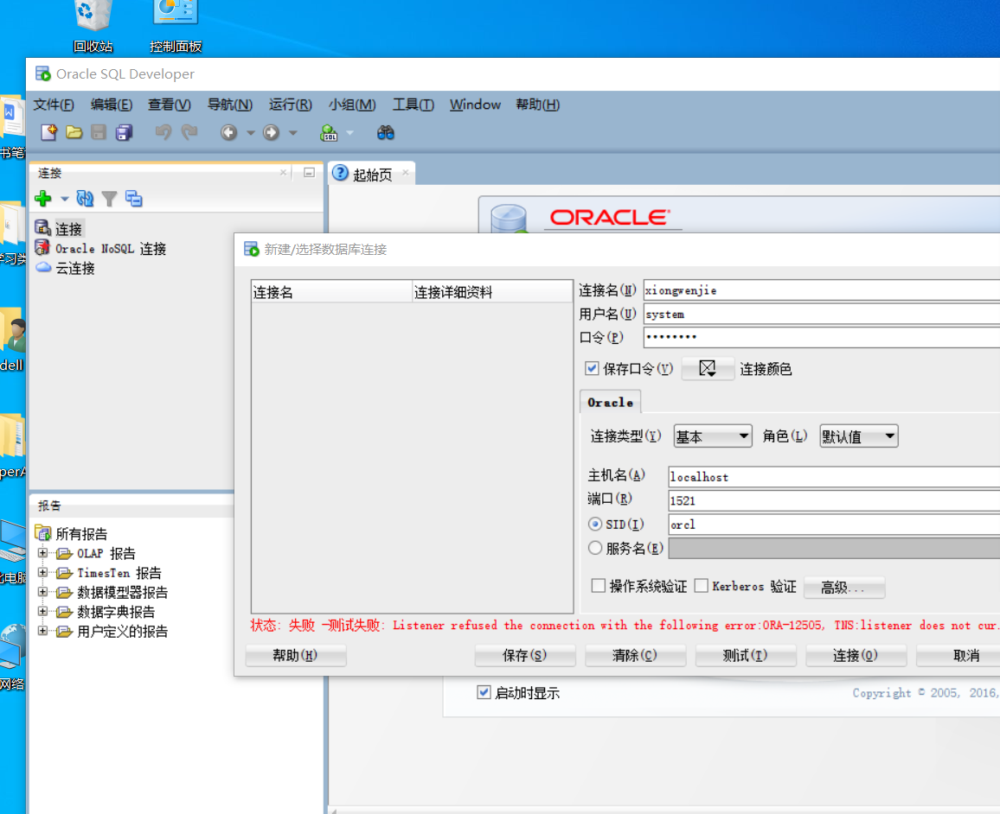 回收站
控制面板
Oracle SQL Developer
文件(F) 编辑(E) 查看(V) 导航(N) 运行(R) 小组(M) 工具(T) Window 帮助(H)
SQL
书笔
连接
起始页
连接
Oracle NoSQL 连接
云连接
ORACLE
新建/选择数据库连接
连接名 连接详细资料
连接名(N) xiongwenjie
用户名(U) system
口令(P) ••••••••
保存口令(V) 连接颜色
Oracle
连接类型(Y) 基本 角色(L) 默认值
主机名(A) localhost
端口(R) 1521
SID(I) orcl
服务名(E)
操作系统验证 Kerberos 验证 高级...
状态: 失败 -测试失败: Listener refused the connection with the following error:ORA-12505, TNS:listener does not cur.
帮助(H) 保存(S) 清除(C) 测试(T) 连接(O) 取消
启动时显示
Copyright © 2005, 2016,
学习类
dell
perA
此电脑
网络
报告
所有报告
OLAP 报告
TimesTen 报告
数据模型器报告
数据字典报告
用户定义的报告